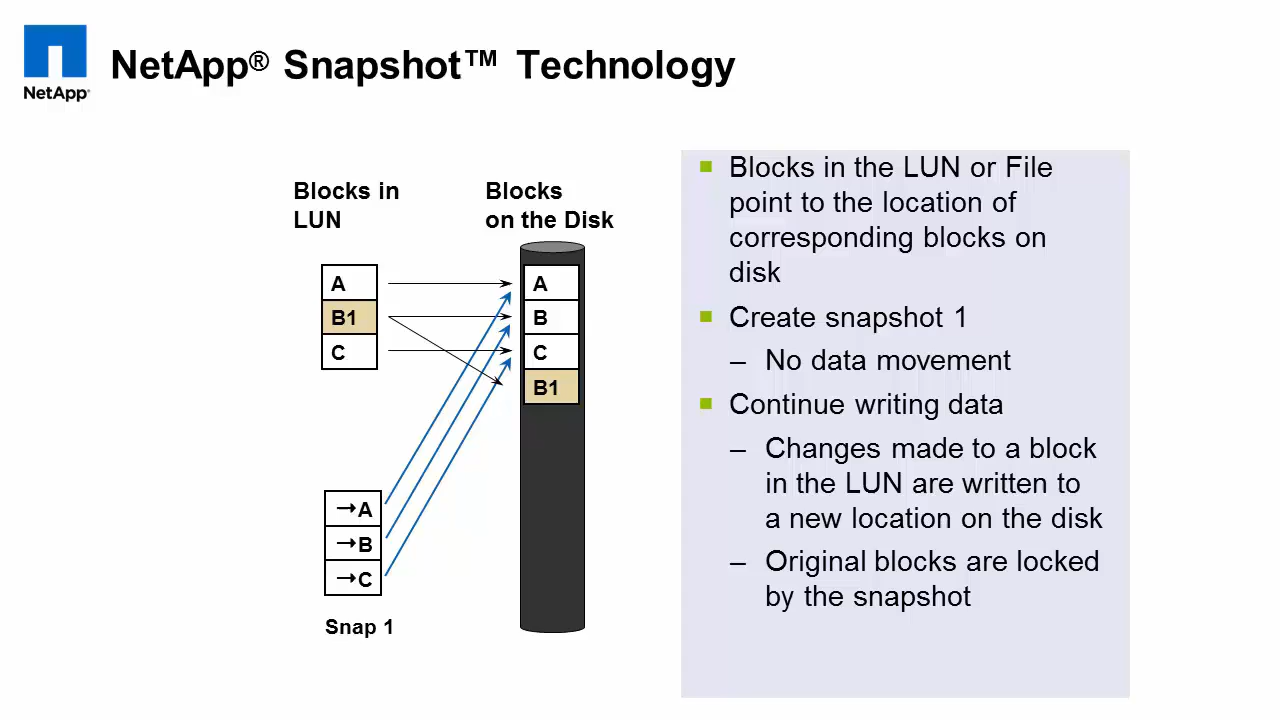 NetApp® Snapshot™ Technology
NetApp®
Blocks in
LUN
Blocks
on the Disk
A
B1
C
A
B
C
B1
→A
→B
→C
Snap 1
Blocks in the LUN or File
point to the location of
corresponding blocks on
disk
Create snapshot 1
– No data movement
Continue writing data
– Changes made to a block
in the LUN are written to
a new location on the disk
– Original blocks are locked
by the snapshot